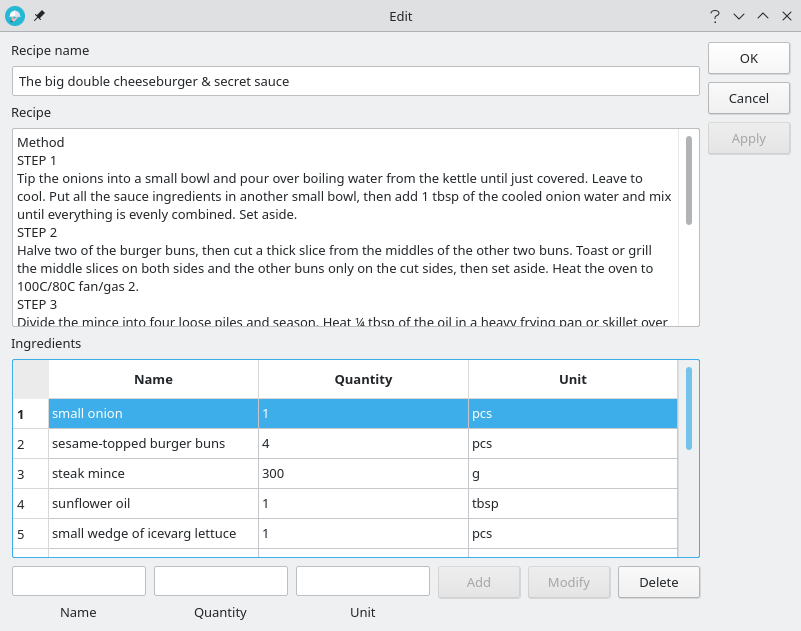 Edit
Recipe name
OK
The big double cheeseburger & secret sauce
Cancel
Recipe
Apply
Method
STEP 1
Tip the onions into a small bowl and pour over boiling water from the kettle until just covered. Leave to
cool. Put all the sauce ingredients in another small bowl, then add 1 tbsp of the cooled onion water and mix
until everything is evenly combined. Set aside.
STEP 2
Halve two of the burger buns, then cut a thick slice from the middles of the other two buns. Toast or grill
the middle slices on both sides and the other buns only on the cut sides, then set aside. Heat the oven to
100C/80C fan/gas 2.
STEP 3
Divide the mince into four loose piles and season. Heat ¼ tbsp of the oil in a heavy frying pan or skillet over
Ingredients
Name Quantity Unit
1 small onion 1 pcs
2 sesame-topped burger buns 4 pcs
3 steak mince 300 g
4 sunflower oil 1 tbsp
5 small wedge of icevarg lettuce 1 pcs
Add Modify Delete
Name Quantity Unit